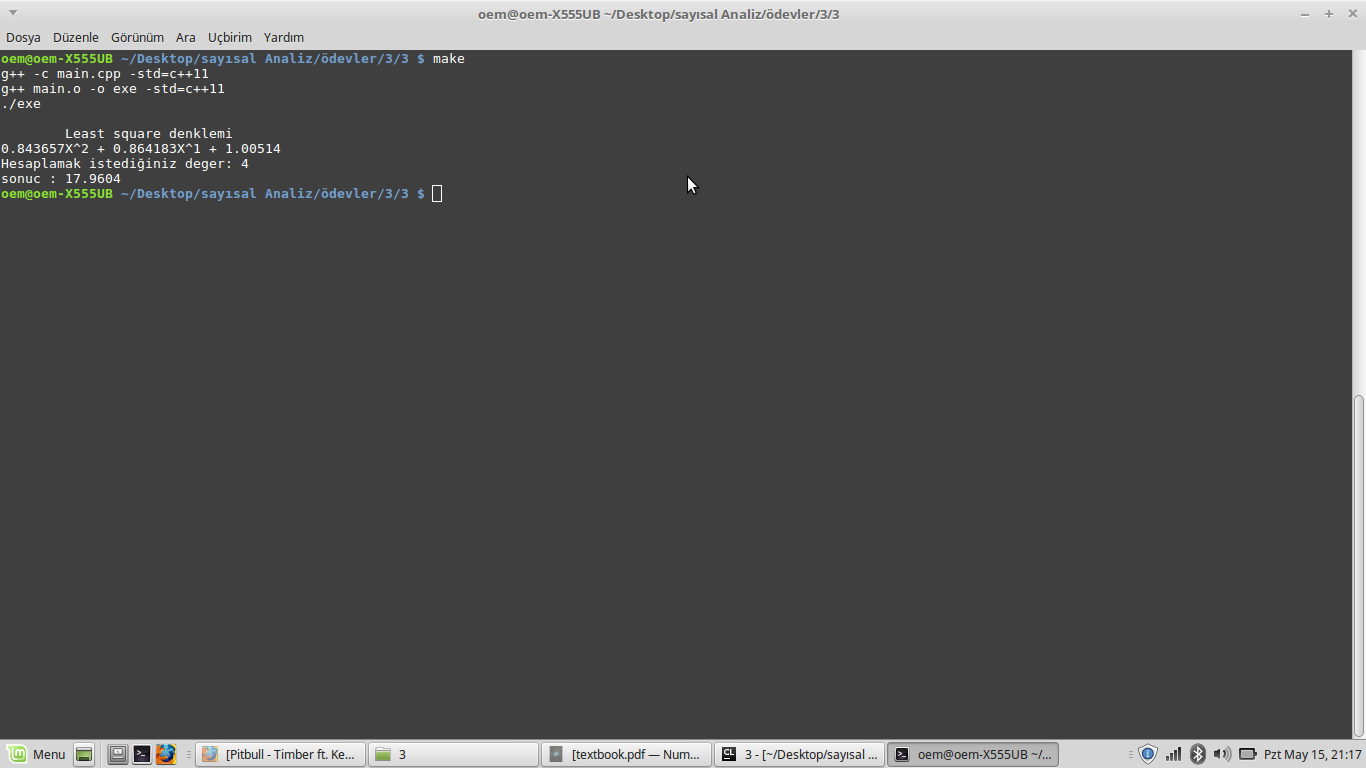 oem@oem-X555UB ~/Desktop/sayısal Analiz/ödevler/3/3
Dosya Düzenle Görünüm Ara Uçbirim Yardım
oem@oem-X555UB ~/Desktop/sayısal Analiz/ödevler/3/3 $ make
g++ -c main.cpp -std=c++11
g++ main.o -o exe -std=c++11
./exe
Least square denklemi
0.843657X^2 + 0.864183X^1 + 1.00514
Hesaplamak istediğiniz deger: 4
sonuc : 17.9604
oem@oem-X555UB ~/Desktop/sayısal Analiz/ödevler/3/3 $
Menu [Pitbull - Timber ft. Ke... 3 [textbook.pdf — Num... CL 3 - [~/Desktop/sayısal ... oem@oem-X555UB ~/... Pzt May 15, 21:17